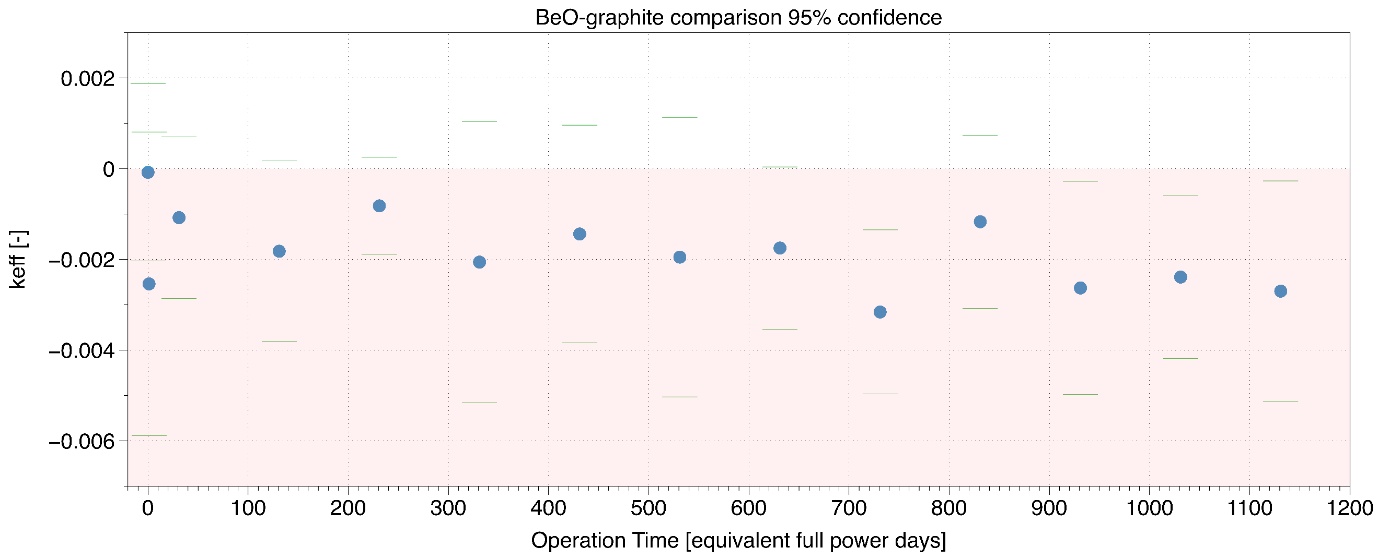 BeO-graphite comparison 95% confidence
0.002
0
−0.002
−0.004
−0.006
keff [-]
0 100 200 300 400 500 600 700 800 900 1000 1100 1200
Operation Time [equivalent full power days]